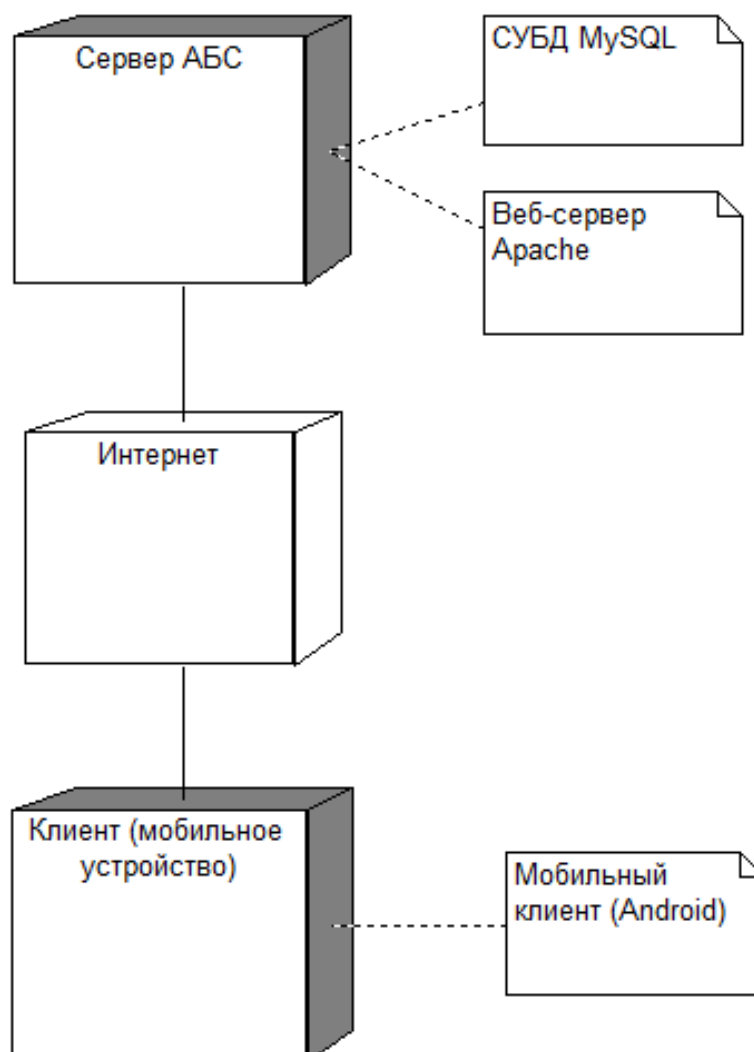 Сервер АБС
СУБД MySQL
Веб-сервер
Apache
Интернет
Клиент (мобильное
устройство)
Мобильный
клиент (Android)